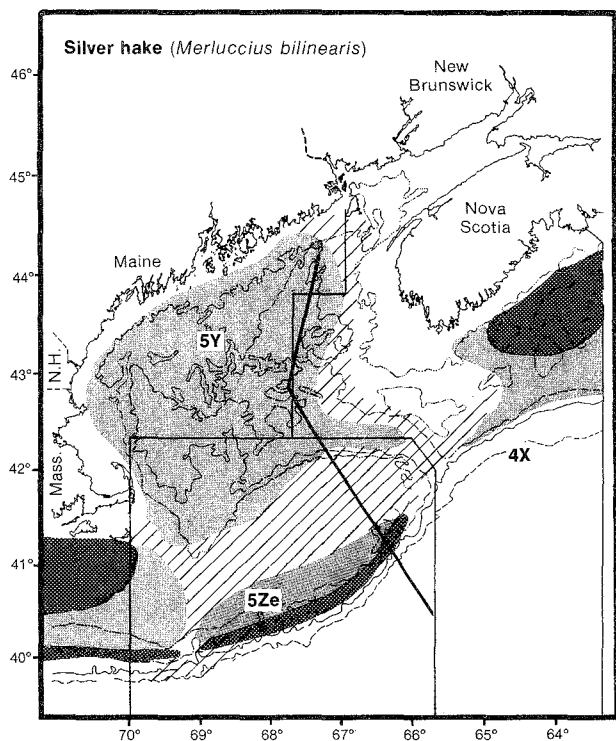 Silver hake (Merluccius bilinearis)
46°
New
Brunswick
45°
Nova
Scotia
Maine
44°
5Y
N.H.
43°
Mass.
42°
4X
41°
5Ze
40°
70° 69° 68° 67° 66° 65° 64°